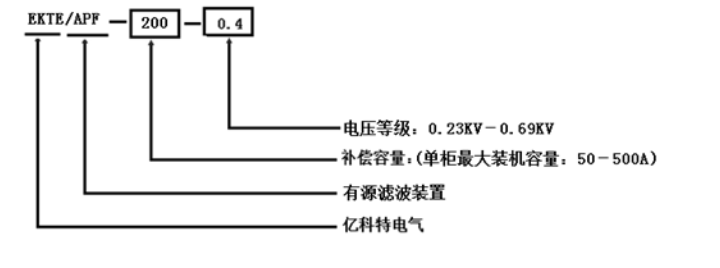 EKTE/APF－200－0.4
电压等级：0.23KV－0.69KV
补偿容量：(单柜最大装机容量：50－500A)
有源滤波装置
亿科特电气